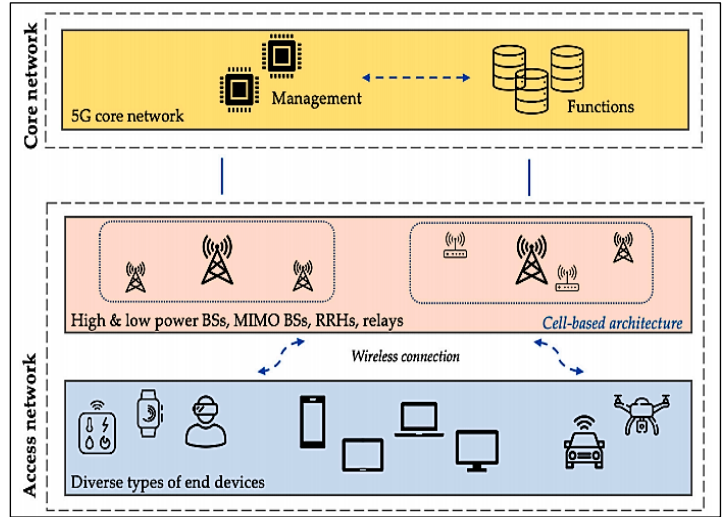 Core network
Management
Functions
5G core network
Access network
High & low power BSs, MIMO BSs, RRHs, relays
Cell-based architecture
Wireless connection
Diverse types of end devices